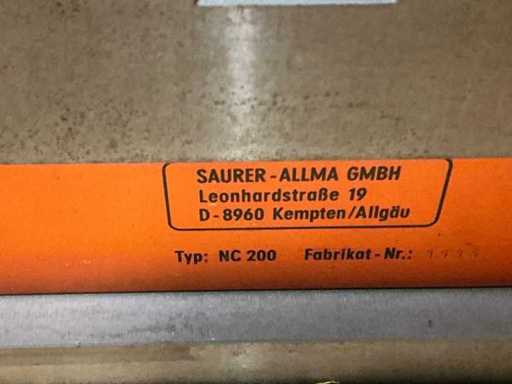 SAURER-ALLMA GMBH
Leonhardstraße 19
D-8960 Kempten/Allgäu
Typ: NC 200 Fabrikat-Nr.: